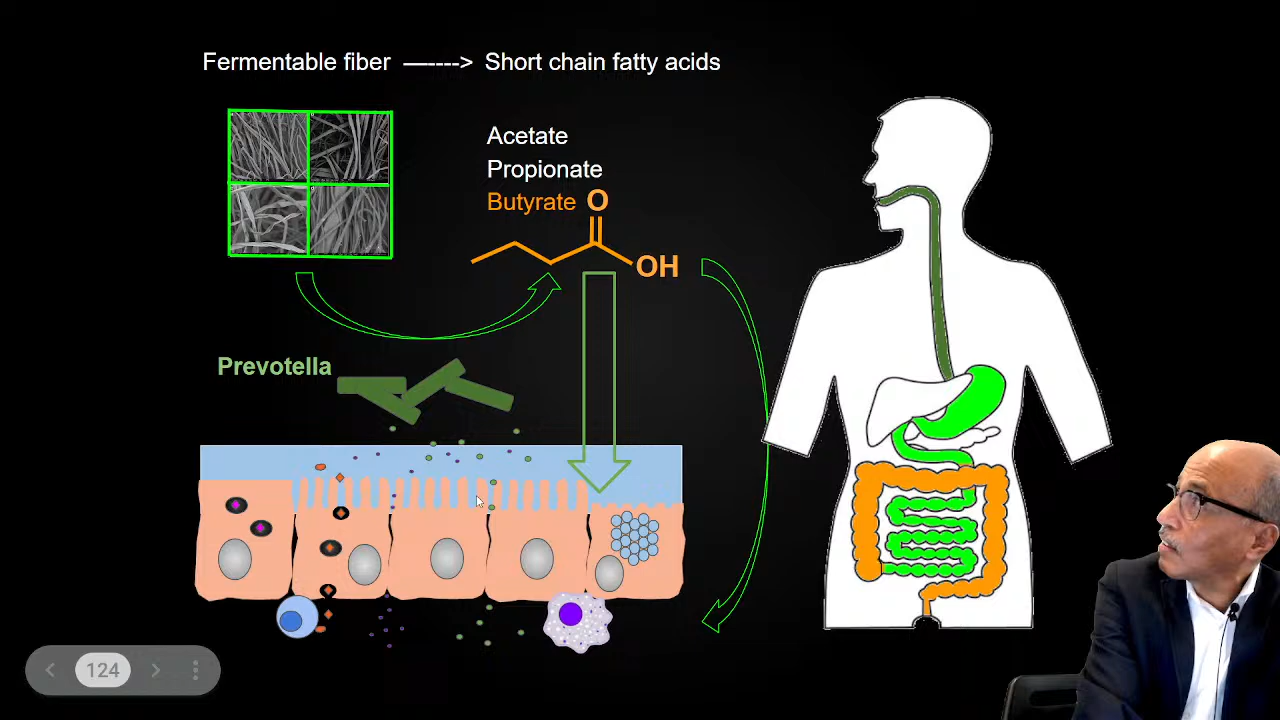 Fermentable fiber —----> Short chain fatty acids
Acetate
Propionate
Butyrate
O
OH
Prevotella
124